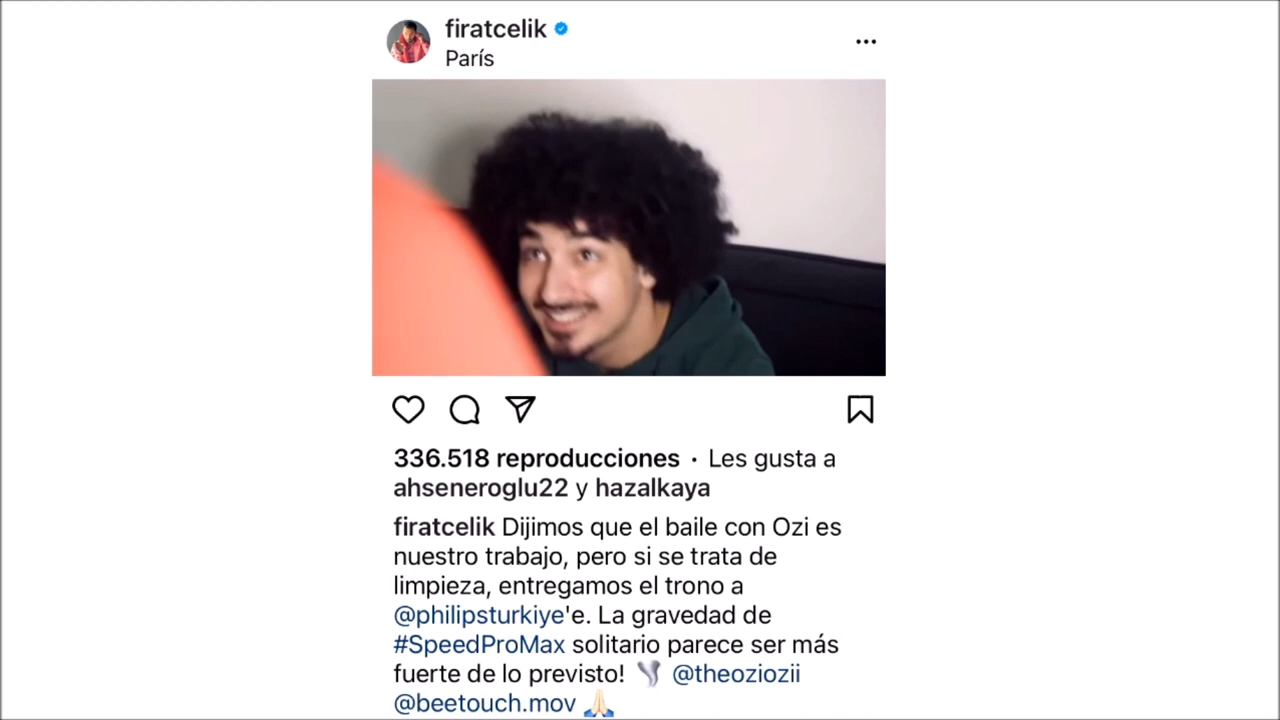 firatcelik
París
336.518 reproducciones · Les gusta a
ahseneroglu22 y hazalkaya
firatcelik Dijimos que el baile con Ozi es
nuestro trabajo, pero si se trata de
limpieza, entregamos el trono a
@philipsturkiye'e. La gravedad de
#SpeedProMax solitario parece ser más
fuerte de lo previsto! 🌪️ @theoziozii
@beetouch.mov 🙏🏻